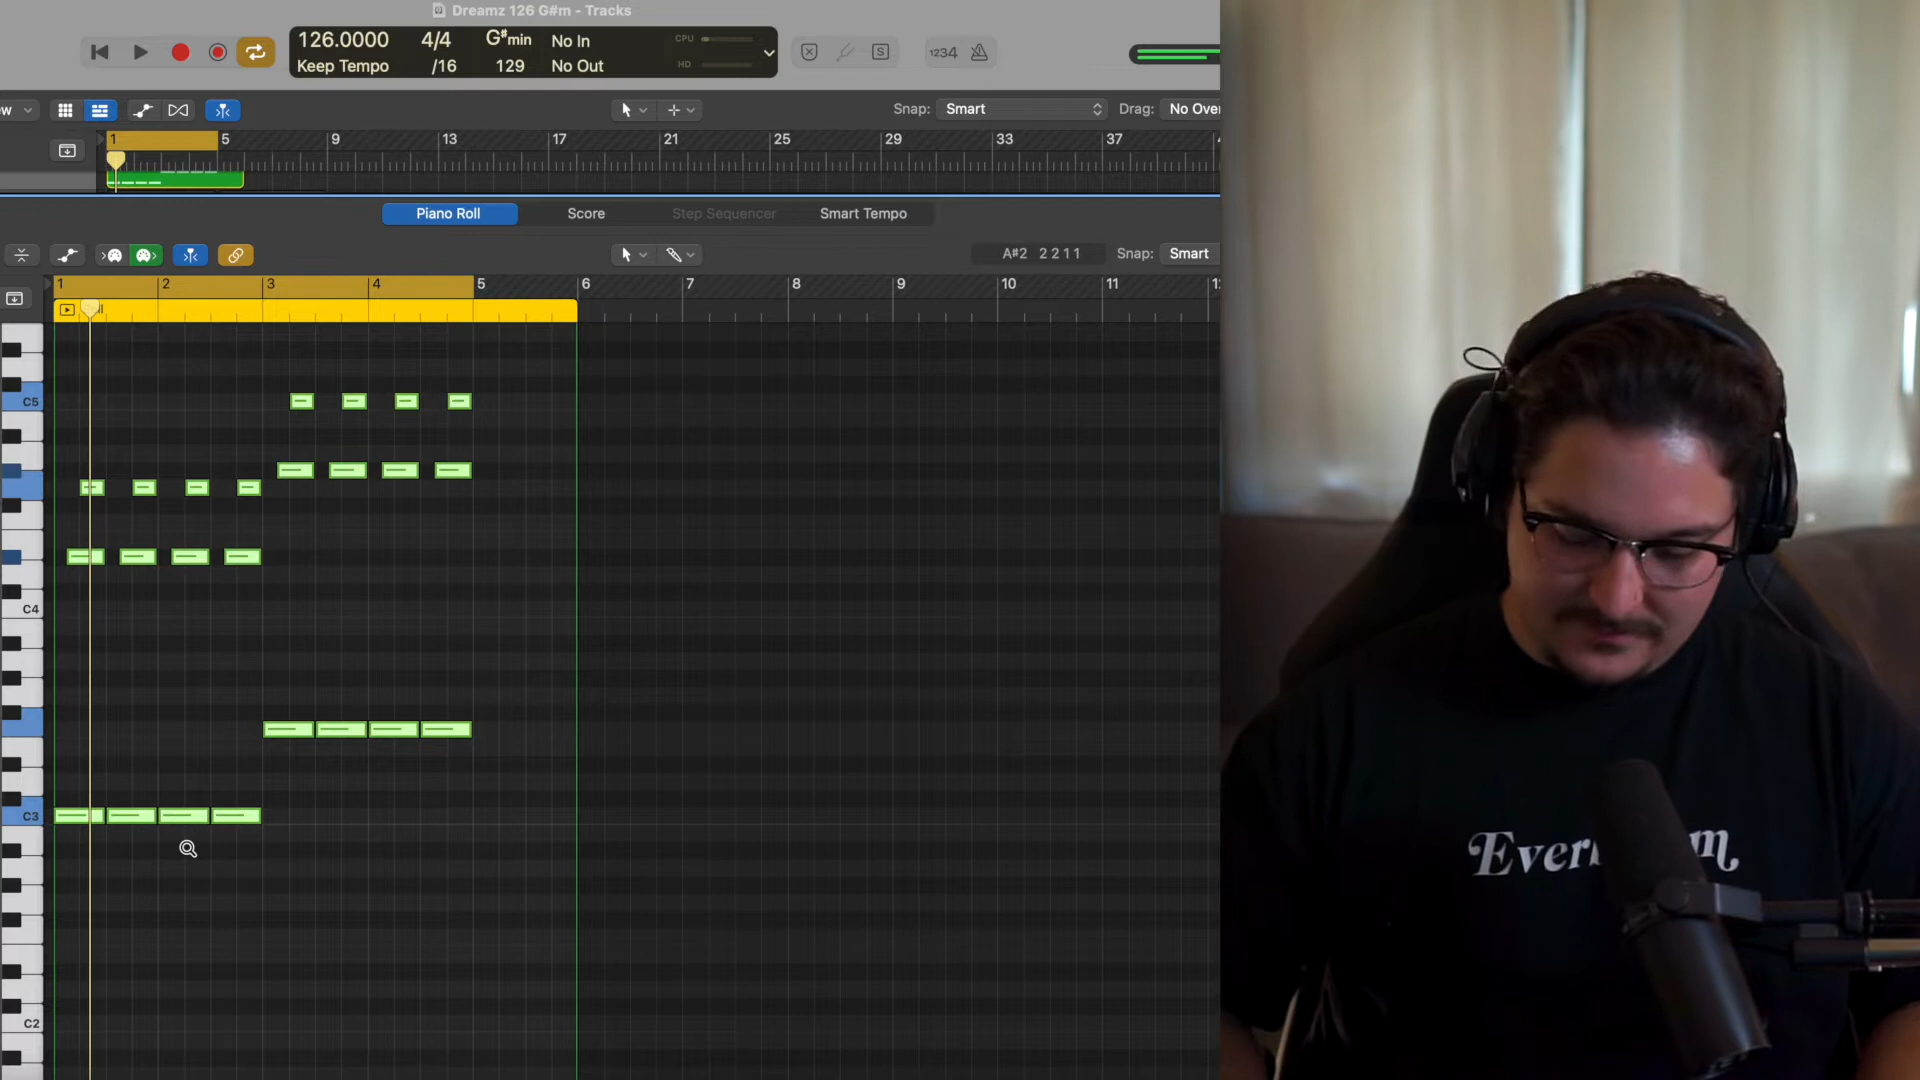 Dreamz 126 G#m - Tracks
126.0000 4/4 G#min No In CPU
Keep Tempo /16 129 No Out HD
1234
Snap: Smart Drag: No Over
1 5 9 13 17 21 25 29 33 37
Piano Roll Score Step Sequencer Smart Tempo
A#2 2 2 1 1 Snap: Smart
1 2 3 4 5 6 7 8 9 10 11
C5
C4
C3
C2